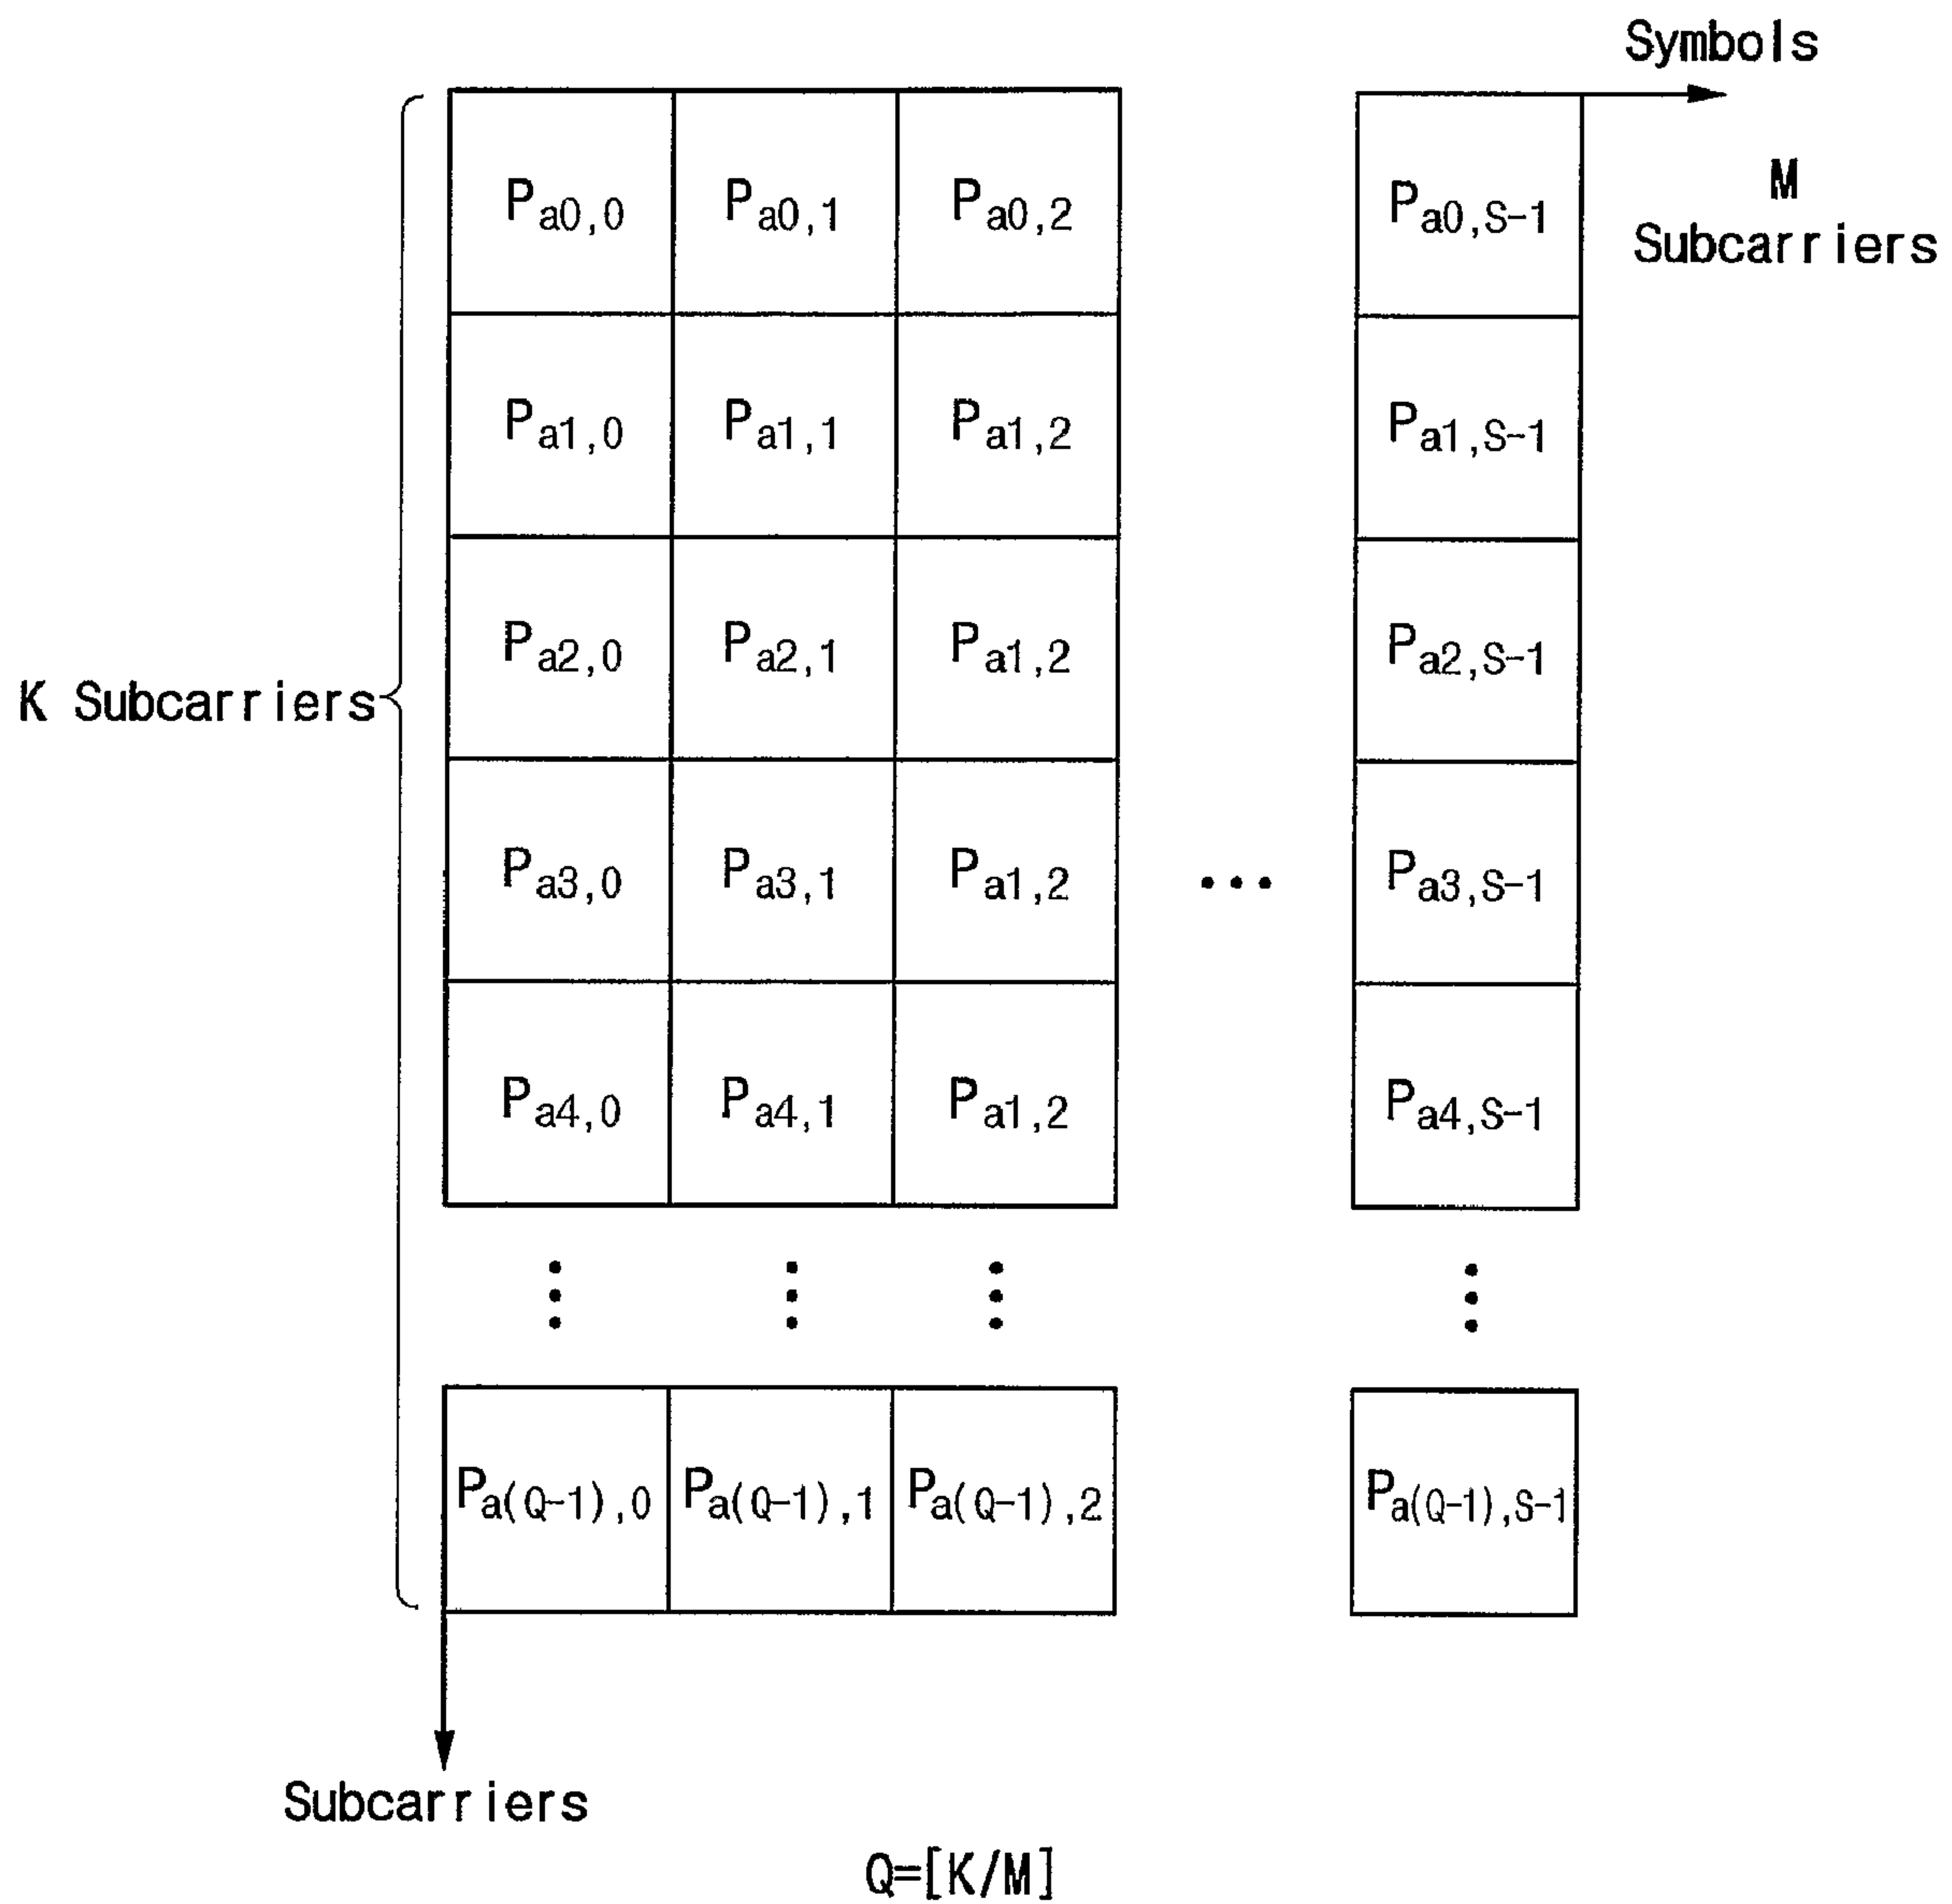 Symbols
Pa0,0 Pa0,1 Pa0,2 Pa0,S-1
M
Subcarriers
Pa1,0 Pa1,1 Pa1,2 Pa1,S-1
Pa2,0 Pa2,1 Pa1,2 Pa2,S-1
K Subcarriers
Pa3,0 Pa3,1 Pa1,2 ... Pa3,S-1
Pa4,0 Pa4,1 Pa1,2 Pa4,S-1
Pa(Q-1),0 Pa(Q-1),1 Pa(Q-1),2 Pa(Q-1),S-1
Subcarriers
Q=[K/M]